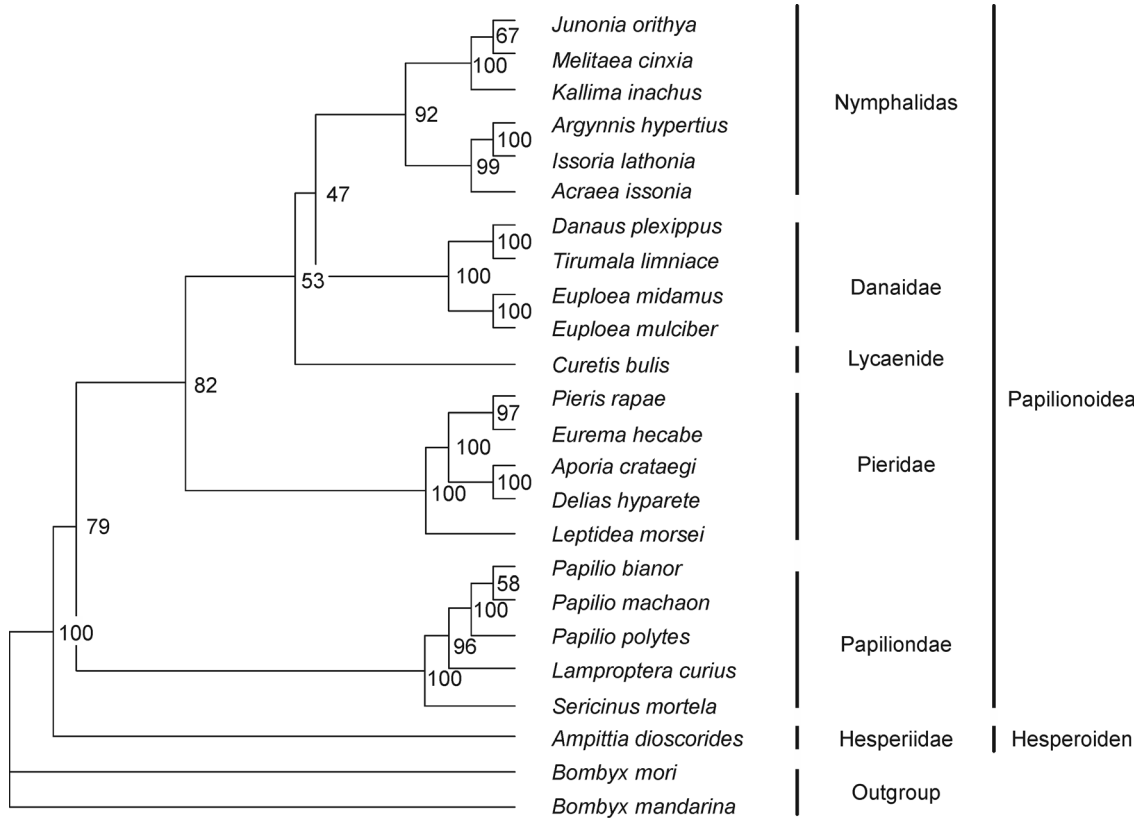 Junonia orithya
67
Melitaea cinxia
100
Kallima inachus
Nymphalidas
92
Argynnis hypertius
100
Issoria lathonia
99
Acraea issonia
47
Danaus plexippus
100
Tirumala limniace
100
53
Danaidae
Euploea midamus
100
Euploea mulciber
Curetis bulis
Lycaenide
82
Papilionoidea
Pieris rapae
97
Eurema hecabe
100
Aporia crataegi
Pieridae
100
100
Delias hyparete
79
Leptidea morsei
Papilio bianor
58
Papilio machaon
100
100
Papilio polytes
96
Papiliondae
Lamproptera curius
100
Sericinus mortela
Ampittia dioscorides
Hesperiidae
Hesperoiden
Bombyx mori
Outgroup
Bombyx mandarina